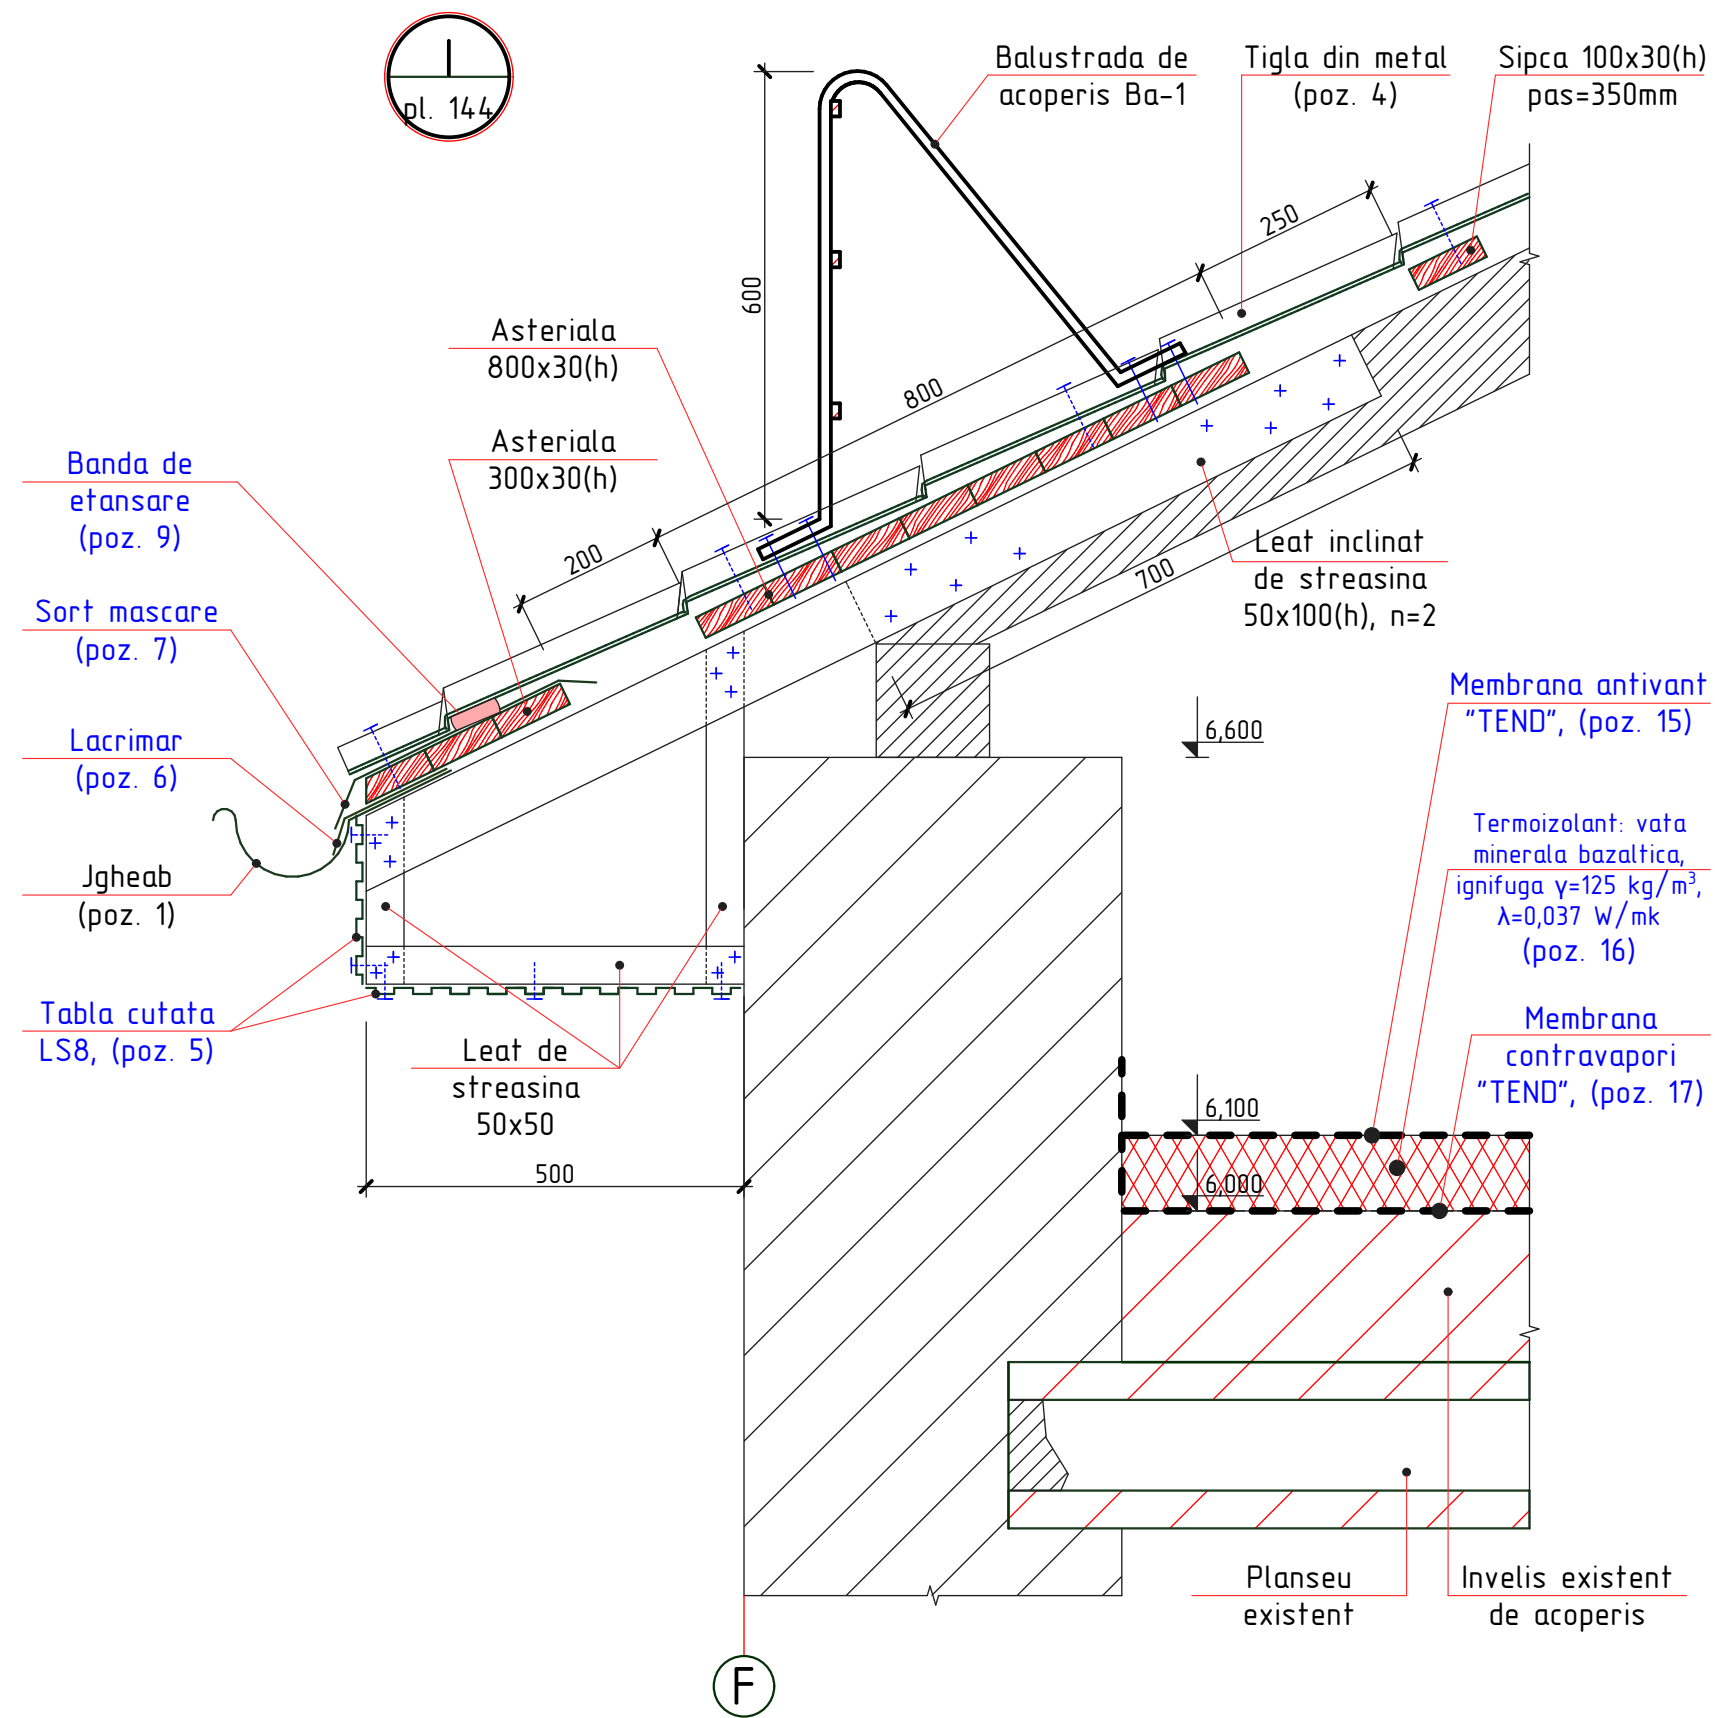 I
pl. 144
Balustrada de
acoperis Ba-1
Tigla din metal
(poz. 4)
Sipca 100x30(h)
pas=350mm
600
250
800
200
700
Asteriala
800x30(h)
Asteriala
300x30(h)
Banda de
etansare
(poz. 9)
Sort mascare
(poz. 7)
Lacrimar
(poz. 6)
Jgheab
(poz. 1)
Tabla cutata
LS8, (poz. 5)
Leat de
streasina
50x50
500
Leat inclinat
de streasina
50x100(h), n=2
6,600
Membrana antivant
"TEND", (poz. 15)
Termoizolant: vata
minerala bazaltica,
ignifuga γ=125 kg/m³,
λ=0,037 W/mk
(poz. 16)
Membrana
contravapori
"TEND", (poz. 17)
6,100
6,000
Planseu
existent
Invelis existent
de acoperis
F